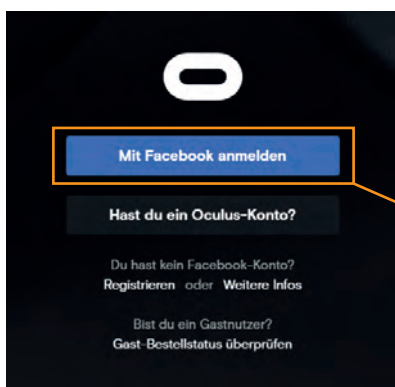 Mit Facebook anmelden
Hast du ein Oculus-Konto?
Du hast kein Facebook-Konto?
Registrieren oder Weitere Infos
Bist du ein Gastnutzer?
Gast-Bestellstatus überprüfen